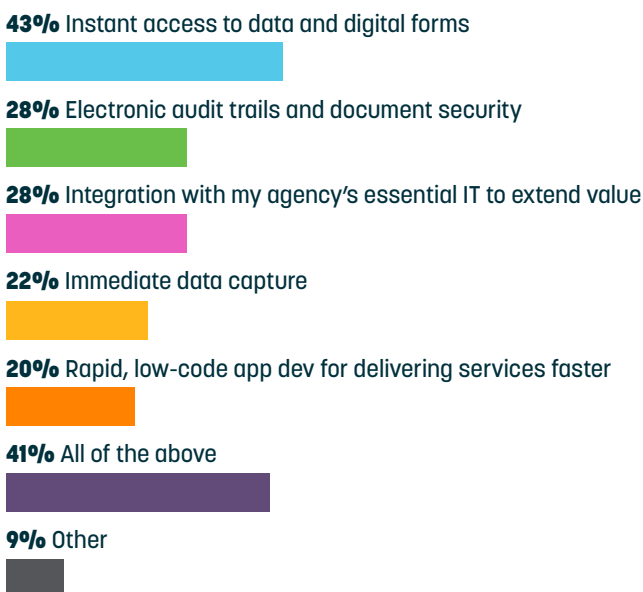 43% Instant access to data and digital forms
28% Electronic audit trails and document security
28% Integration with my agency’s essential IT to extend value
22% Immediate data capture
20% Rapid, low-code app dev for delivering services faster
41% All of the above
9% Other